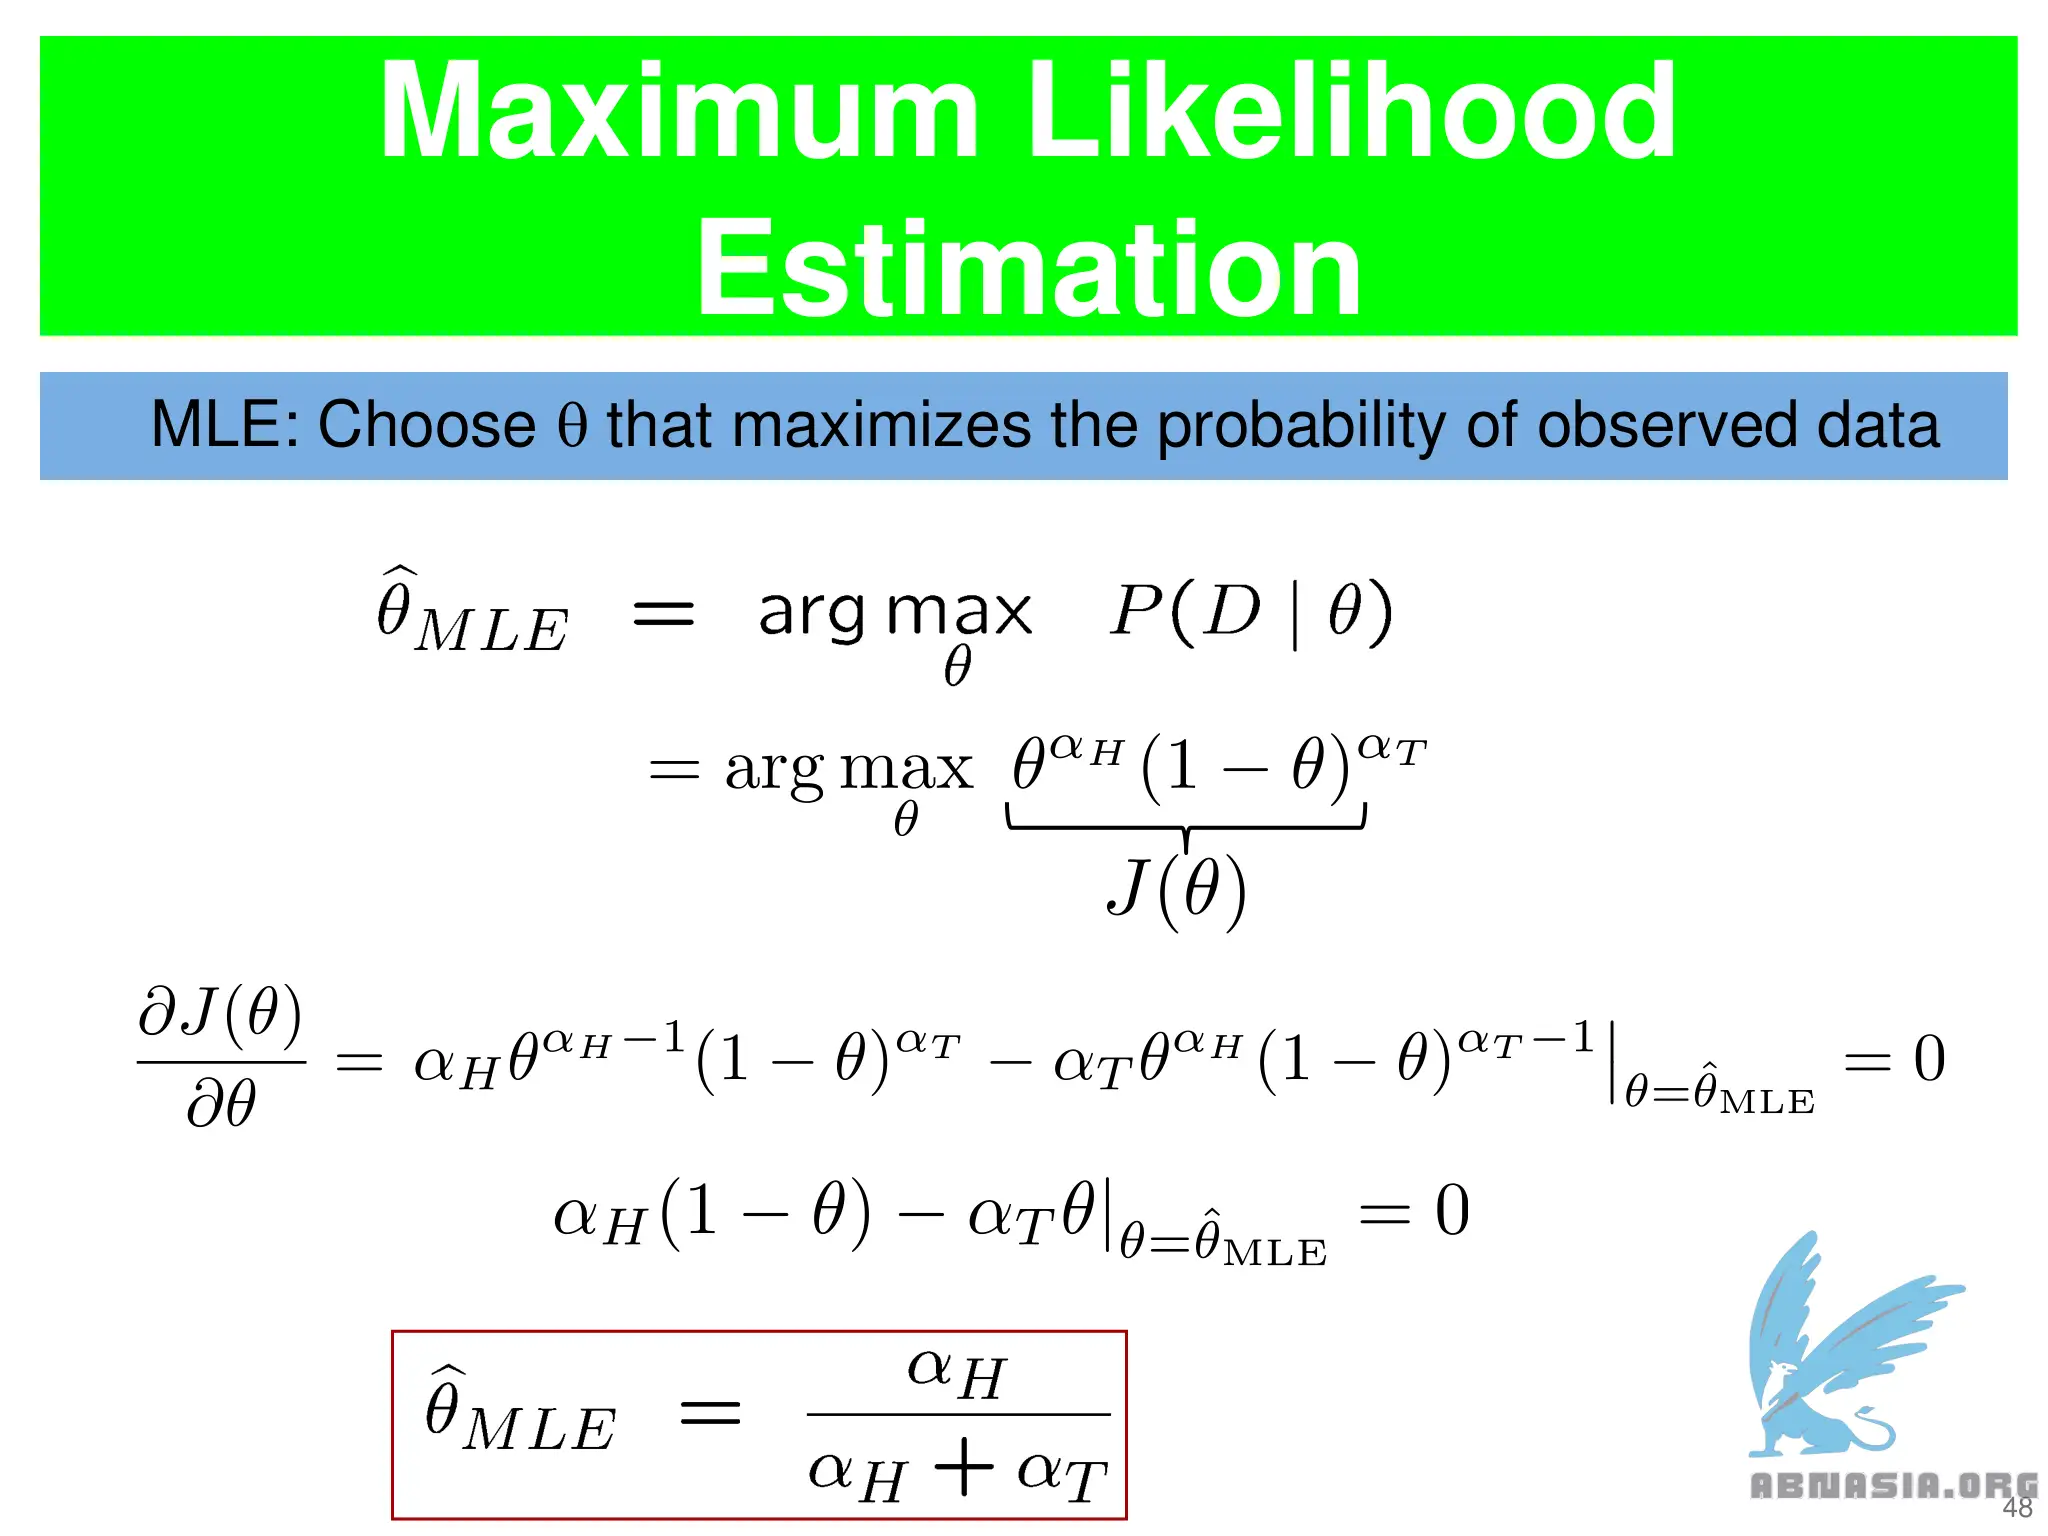 Maximum Likelihood
Estimation
MLE: Choose θ that maximizes the probability of observed data
$\hat{\theta}_{MLE} = \arg\max_{\theta} P(D \mid \theta)$
$= \arg\max_{\theta} \underbrace{\theta^{\alpha_H}(1-\theta)^{\alpha_T}}_{J(\theta)}$
$\frac{\partial J(\theta)}{\partial \theta} = \alpha_H \theta^{\alpha_H - 1}(1-\theta)^{\alpha_T} - \alpha_T \theta^{\alpha_H}(1-\theta)^{\alpha_T - 1}\big|_{\theta=\hat{\theta}_{\text{MLE}}} = 0$
$\alpha_H(1-\theta) - \alpha_T \theta\big|_{\theta=\hat{\theta}_{\text{MLE}}} = 0$
$\hat{\theta}_{MLE} = \frac{\alpha_H}{\alpha_H + \alpha_T}$
ABNASIA.ORG
48